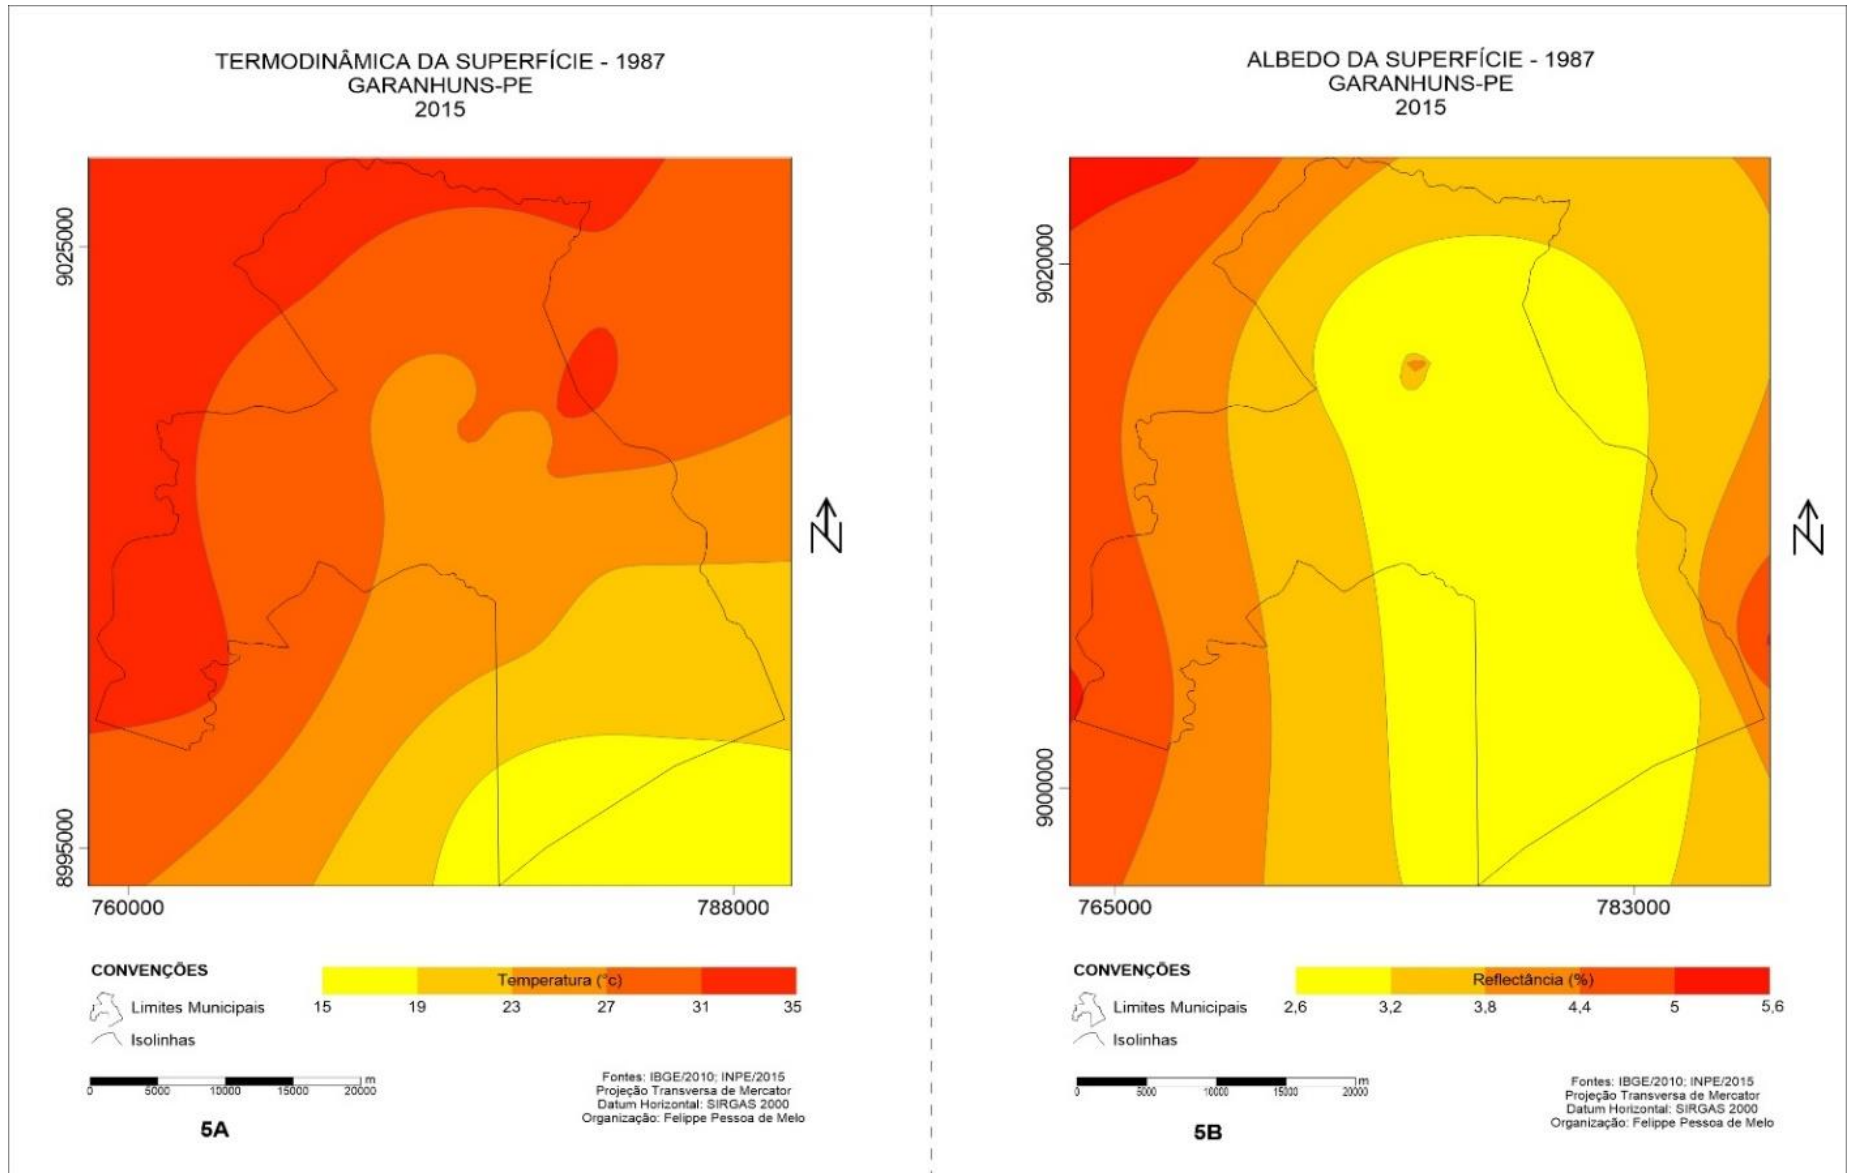 TERMODINÂMICA DA SUPERFÍCIE - 1987
GARANHUNS-PE
2015
9025000
8995000
760000
788000
N
CONVENÇÕES
Limites Municipais
Isolinhas
Temperatura (°c)
15 19 23 27 31 35
0 5000 10000 15000 20000 m
Fontes: IBGE/2010; INPE/2015
Projeção Transversa de Mercator
Datum Horizontal: SIRGAS 2000
Organização: Felippe Pessoa de Melo
5A
ALBEDO DA SUPERFÍCIE - 1987
GARANHUNS-PE
2015
9020000
9000000
765000
783000
N
CONVENÇÕES
Limites Municipais
Isolinhas
Reflectância (%)
2,6 3,2 3,8 4,4 5 5,6
0 5000 10000 15000 20000 m
Fontes: IBGE/2010; INPE/2015
Projeção Transversa de Mercator
Datum Horizontal: SIRGAS 2000
Organização: Felippe Pessoa de Melo
5B